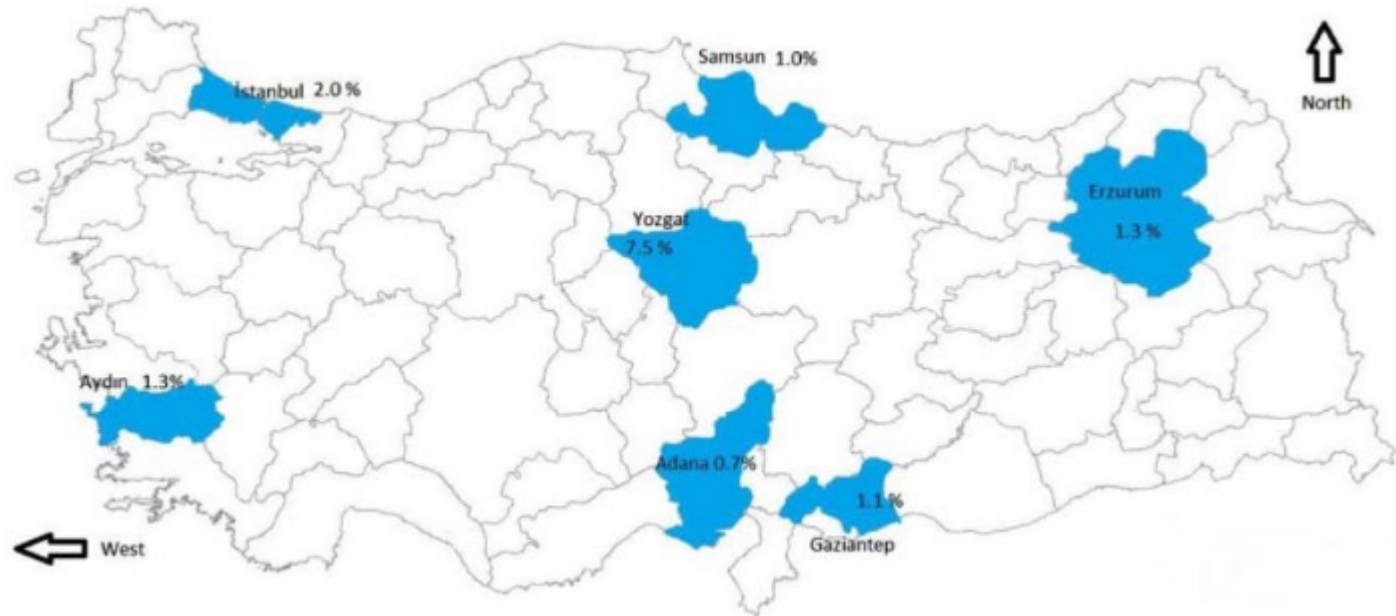 Samsun 1.0%
İstanbul 2.0 %
North
Erzurum
1.3 %
Yozgat
7.5 %
Aydın 1.3%
Adana 0.7%
1.1 %
Gaziantep
West